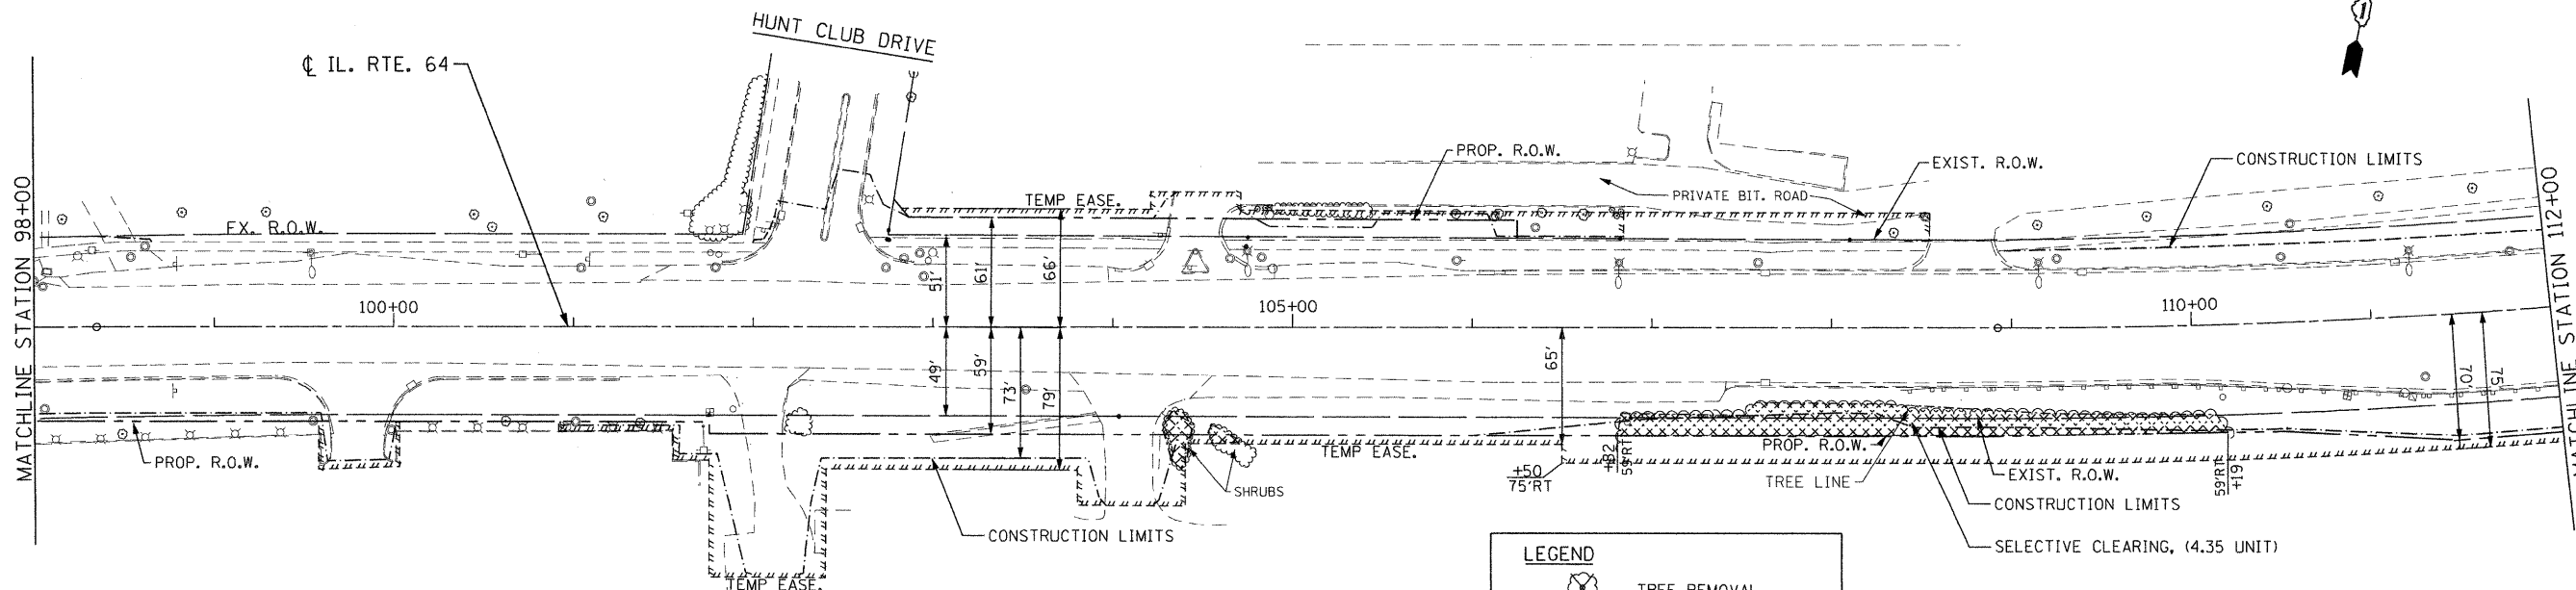 HUNT CLUB DRIVE
℄ IL. RTE. 64
MATCHLINE STATION 98+00
EX. R.O.W.
TEMP EASE.
PROP. R.O.W.
EXIST. R.O.W.
CONSTRUCTION LIMITS
PRIVATE BIT. ROAD
MATCHLINE STATION 112+00
51'
61'
66'
100+00
105+00
110+00
49'
59'
73'
79'
65'
70'
75'
PROP. R.O.W.
TEMP EASE.
CONSTRUCTION LIMITS
SHRUBS
TEMP EASE.
+50
75'RT
+82
59'RT
PROP. R.O.W.
TREE LINE
EXIST. R.O.W.
CONSTRUCTION LIMITS
SELECTIVE CLEARING, (4.35 UNIT)
59'RT
+19
LEGEND
TREE REMOVAL